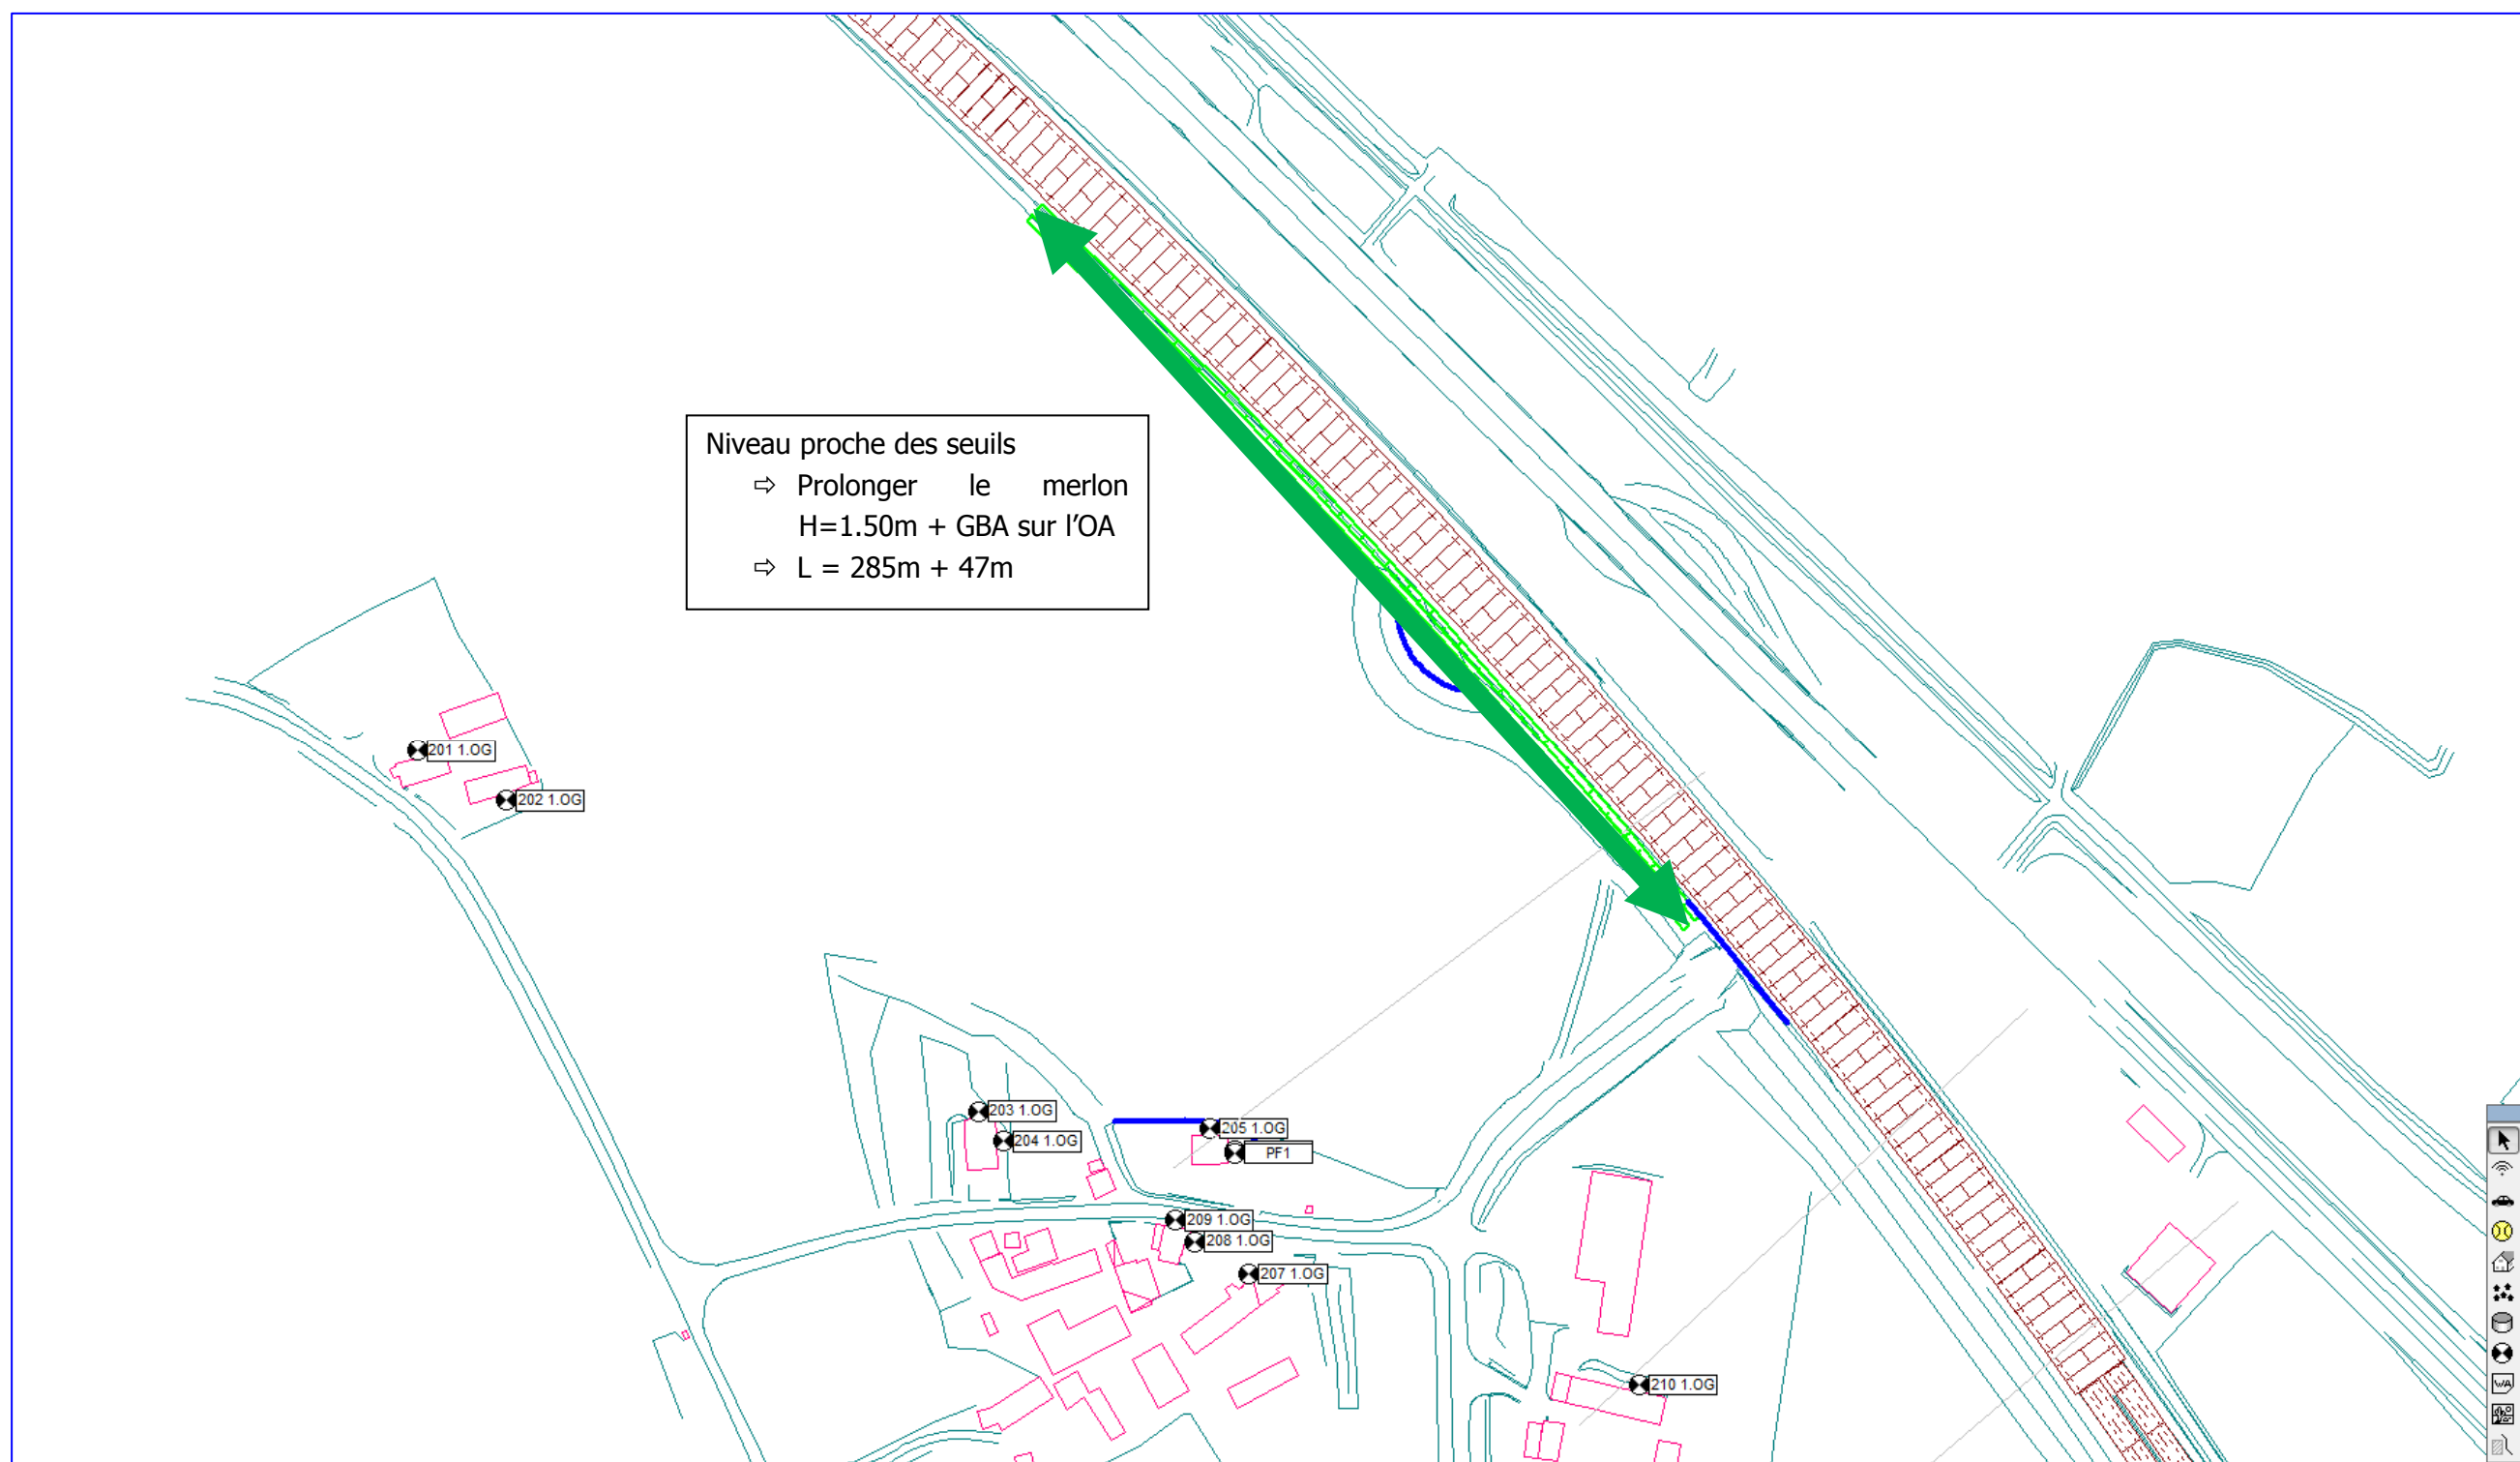 Niveau proche des seuils
⇨ Prolonger le merlon
H=1.50m + GBA sur l’OA
⇨ L = 285m + 47m
201 1.OG
202 1.OG
203 1.OG
204 1.OG
205 1.OG
PF1
209 1.OG
208 1.OG
207 1.OG
210 1.OG